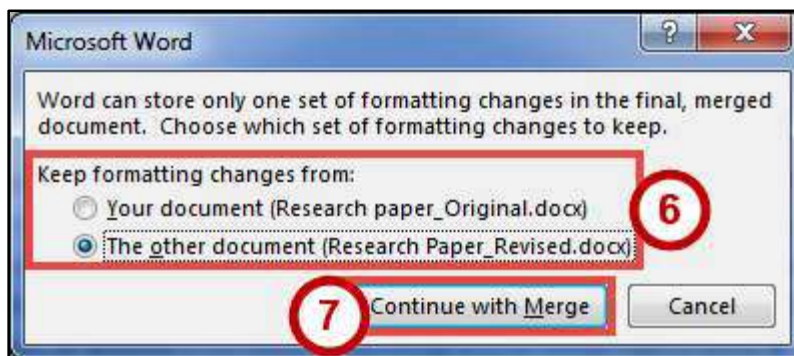 Microsoft Word
?
Word can store only one set of formatting changes in the final, merged
document. Choose which set of formatting changes to keep.
Keep formatting changes from:
Your document (Research paper_Original.docx)
The other document (Research Paper_Revised.docx)
6
7
Continue with Merge
Cancel